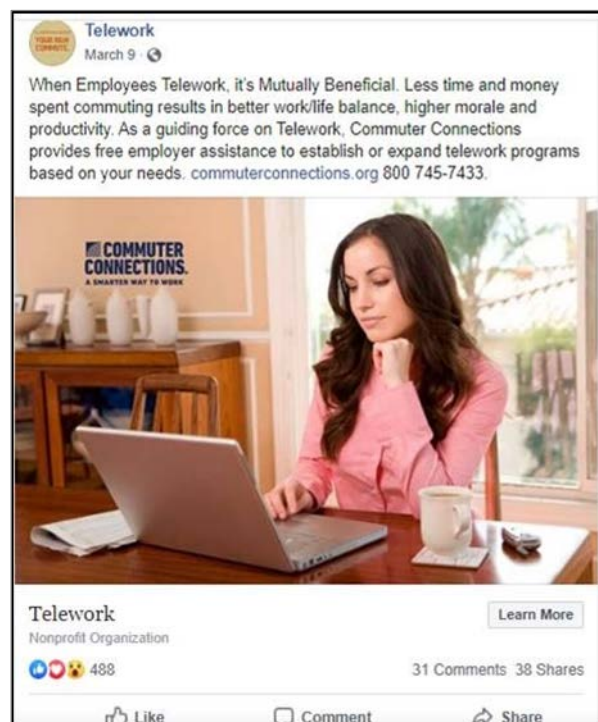 Telework
March 9
When Employees Telework, it's Mutually Beneficial. Less time and money
spent commuting results in better work/life balance, higher morale and
productivity. As a guiding force on Telework, Commuter Connections
provides free employer assistance to establish or expand telework programs
based on your needs. commuterconnections.org 800 745-7433.
YOUR NEW
COMMUTE.
COMMUTER
CONNECTIONS.
A SMARTER WAY TO WORK
Telework
Learn More
Nonprofit Organization
488
31 Comments 38 Shares
Like
Comment
Share